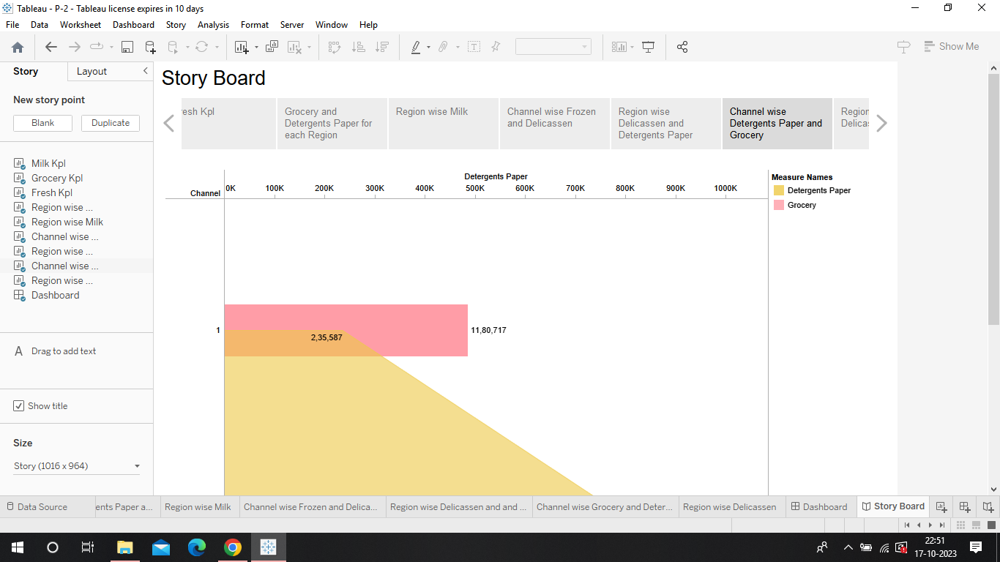 Tableau - P-2 - Tableau license expires in 10 days
File Data Worksheet Dashboard Story Analysis Format Server Window Help
Show Me
Story Layout
New story point
Blank Duplicate
Milk Kpl
Grocery Kpl
Fresh Kpl
Region wise ...
Region wise Milk
Channel wise ...
Region wise ...
Channel wise ...
Region wise ...
Dashboard
A Drag to add text
Show title
Size
Story (1016 x 964)
Story Board
resh Kpl
Grocery and
Detergents Paper for
each Region
Region wise Milk
Channel wise Frozen
and Delicassen
Region wise
Delicassen and
Detergents Paper
Channel wise
Detergents Paper and
Grocery
Region
Delicas
Detergents Paper
Channel
0K 100K 200K 300K 400K 500K 600K 700K 800K 900K 1000K
1
11,80,717
2,35,587
Measure Names
Detergents Paper
Grocery
Data Source ents Paper a... Region wise Milk Channel wise Frozen and Delica... Region wise Delicassen and and ... Channel wise Grocery and Deter... Region wise Delicassen Dashboard Story Board
22:51
17-10-2023